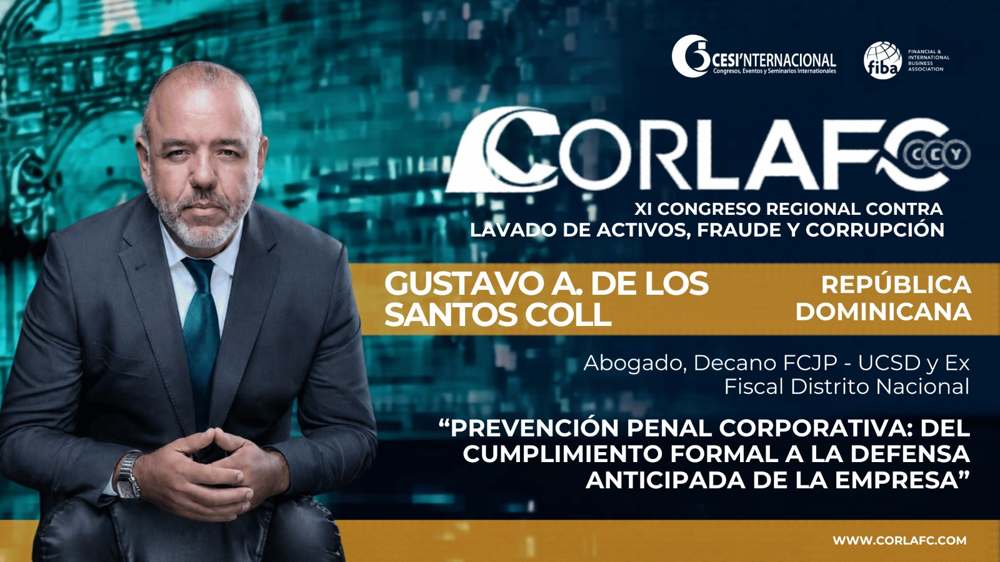 CESI'NTERNACIONAL
Congresos, Eventos y Seminarios Internacionales
fiba
FINANCIAL &
INTERNATIONAL
BUSINESS
ASSOCIATION
CORLAFC
C C Y
XI CONGRESO REGIONAL CONTRA
LAVADO DE ACTIVOS, FRAUDE Y CORRUPCIÓN
GUSTAVO A. DE LOS
SANTOS COLL
REPÚBLICA
DOMINICANA
Abogado, Decano FCJP - UCSD y Ex
Fiscal Distrito Nacional
“PREVENCIÓN PENAL CORPORATIVA: DEL
CUMPLIMIENTO FORMAL A LA DEFENSA
ANTICIPADA DE LA EMPRESA”
WWW.CORLAFC.COM